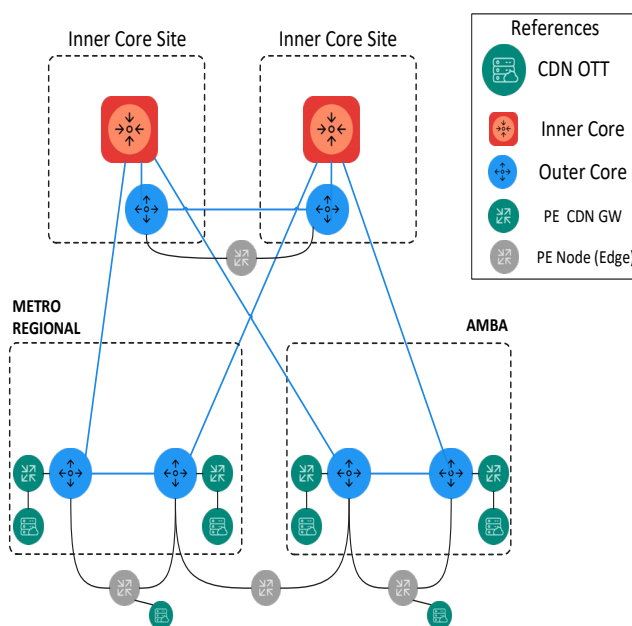 Inner Core Site
Inner Core Site
References
CDN OTT
Inner Core
Outer Core
PE CDN GW
PE Node (Edge)
METRO
REGIONAL
AMBA